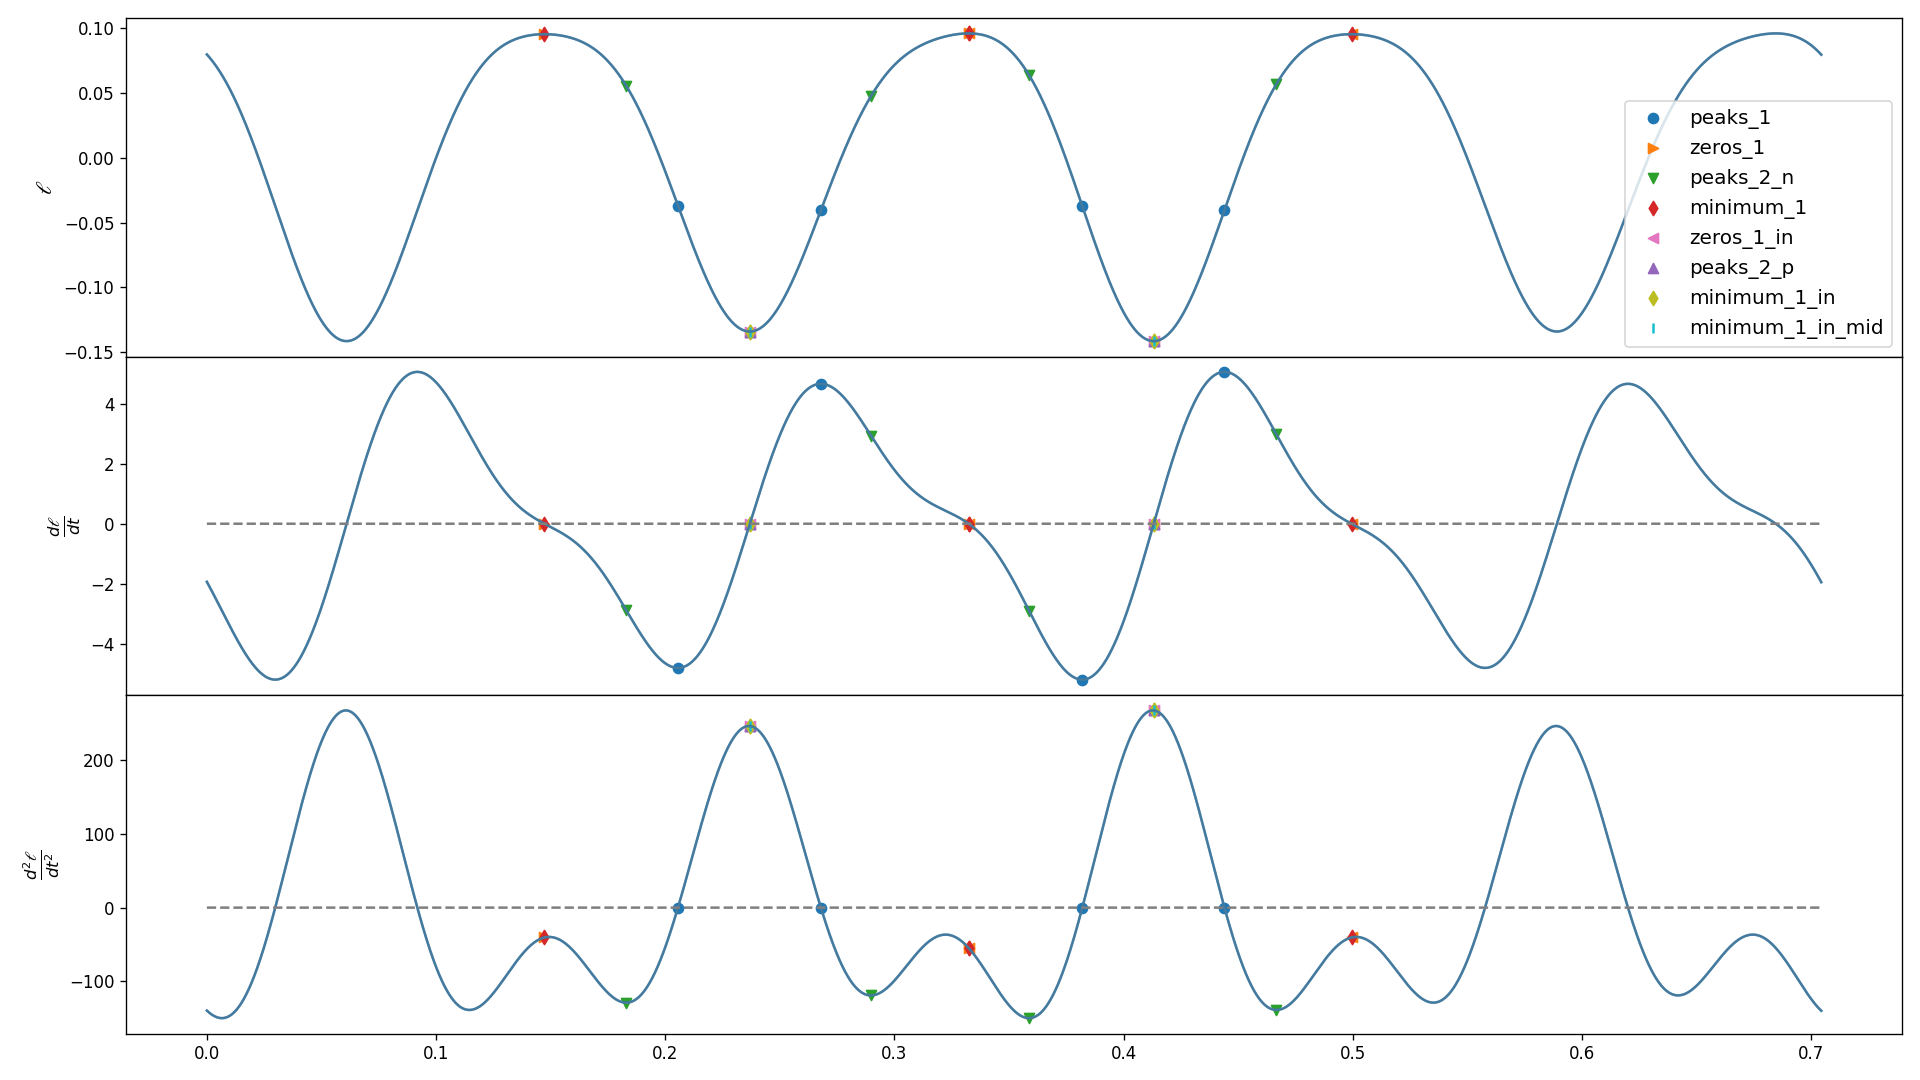 0.10
0.05
0.00
−0.05
−0.10
−0.15
ℓ
peaks_1
zeros_1
peaks_2_n
minimum_1
zeros_1_in
peaks_2_p
minimum_1_in
minimum_1_in_mid
4
2
0
−2
−4
dℓ
dt
200
100
0
−100
d²ℓ
dt²
0.0 0.1 0.2 0.3 0.4 0.5 0.6 0.7